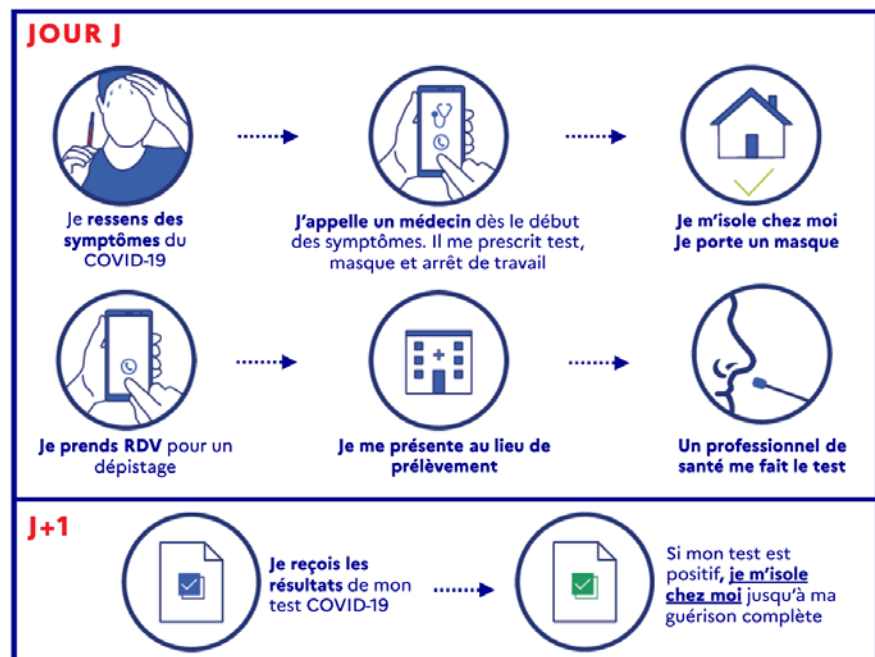 JOUR J
Je ressens des
symptômes du
COVID-19
J'appelle un médecin dès le début
des symptômes. Il me prescrit test,
masque et arrêt de travail
Je m'isole chez moi
Je porte un masque
Je prends RDV pour un
dépistage
Je me présente au lieu de
prélèvement
Un professionnel de
santé me fait le test
J+1
Je reçois les
résultats de mon
test COVID-19
Si mon test est
positif, je m'isole
chez moi jusqu'à ma
guérison complète